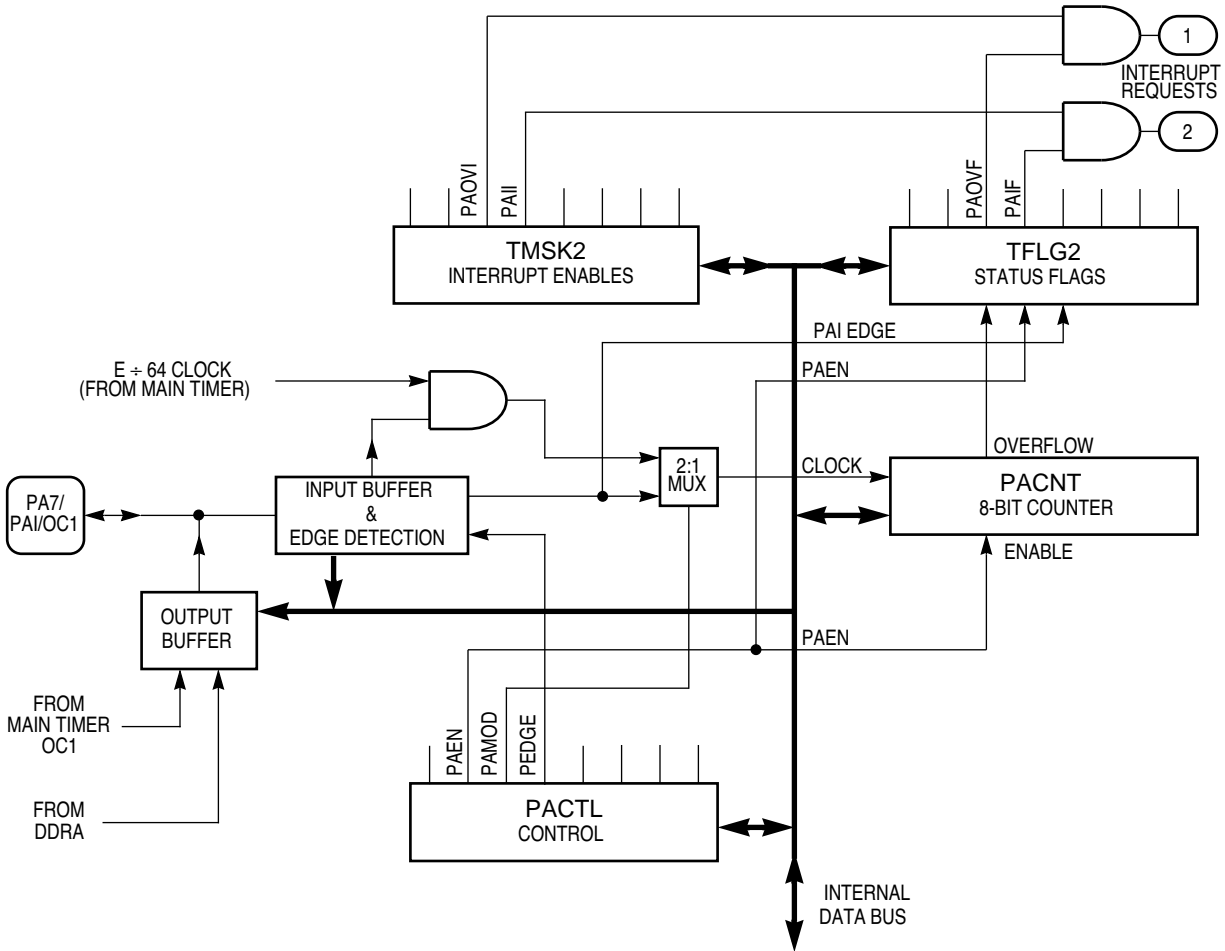 1
INTERRUPT
REQUESTS
2
PAOVI
PAII
PAOVF
PAIF
TMSK2
INTERRUPT ENABLES
TFLG2
STATUS FLAGS
PAI EDGE
E ÷ 64 CLOCK
(FROM MAIN TIMER)
PAEN
OVERFLOW
2:1
MUX
CLOCK
PACNT
8-BIT COUNTER
INPUT BUFFER
&
EDGE DETECTION
PA7/
PAI/OC1
ENABLE
OUTPUT
BUFFER
PAEN
FROM
MAIN TIMER
OC1
PAEN
PAMOD
PEDGE
FROM
DDRA
PACTL
CONTROL
INTERNAL
DATA BUS